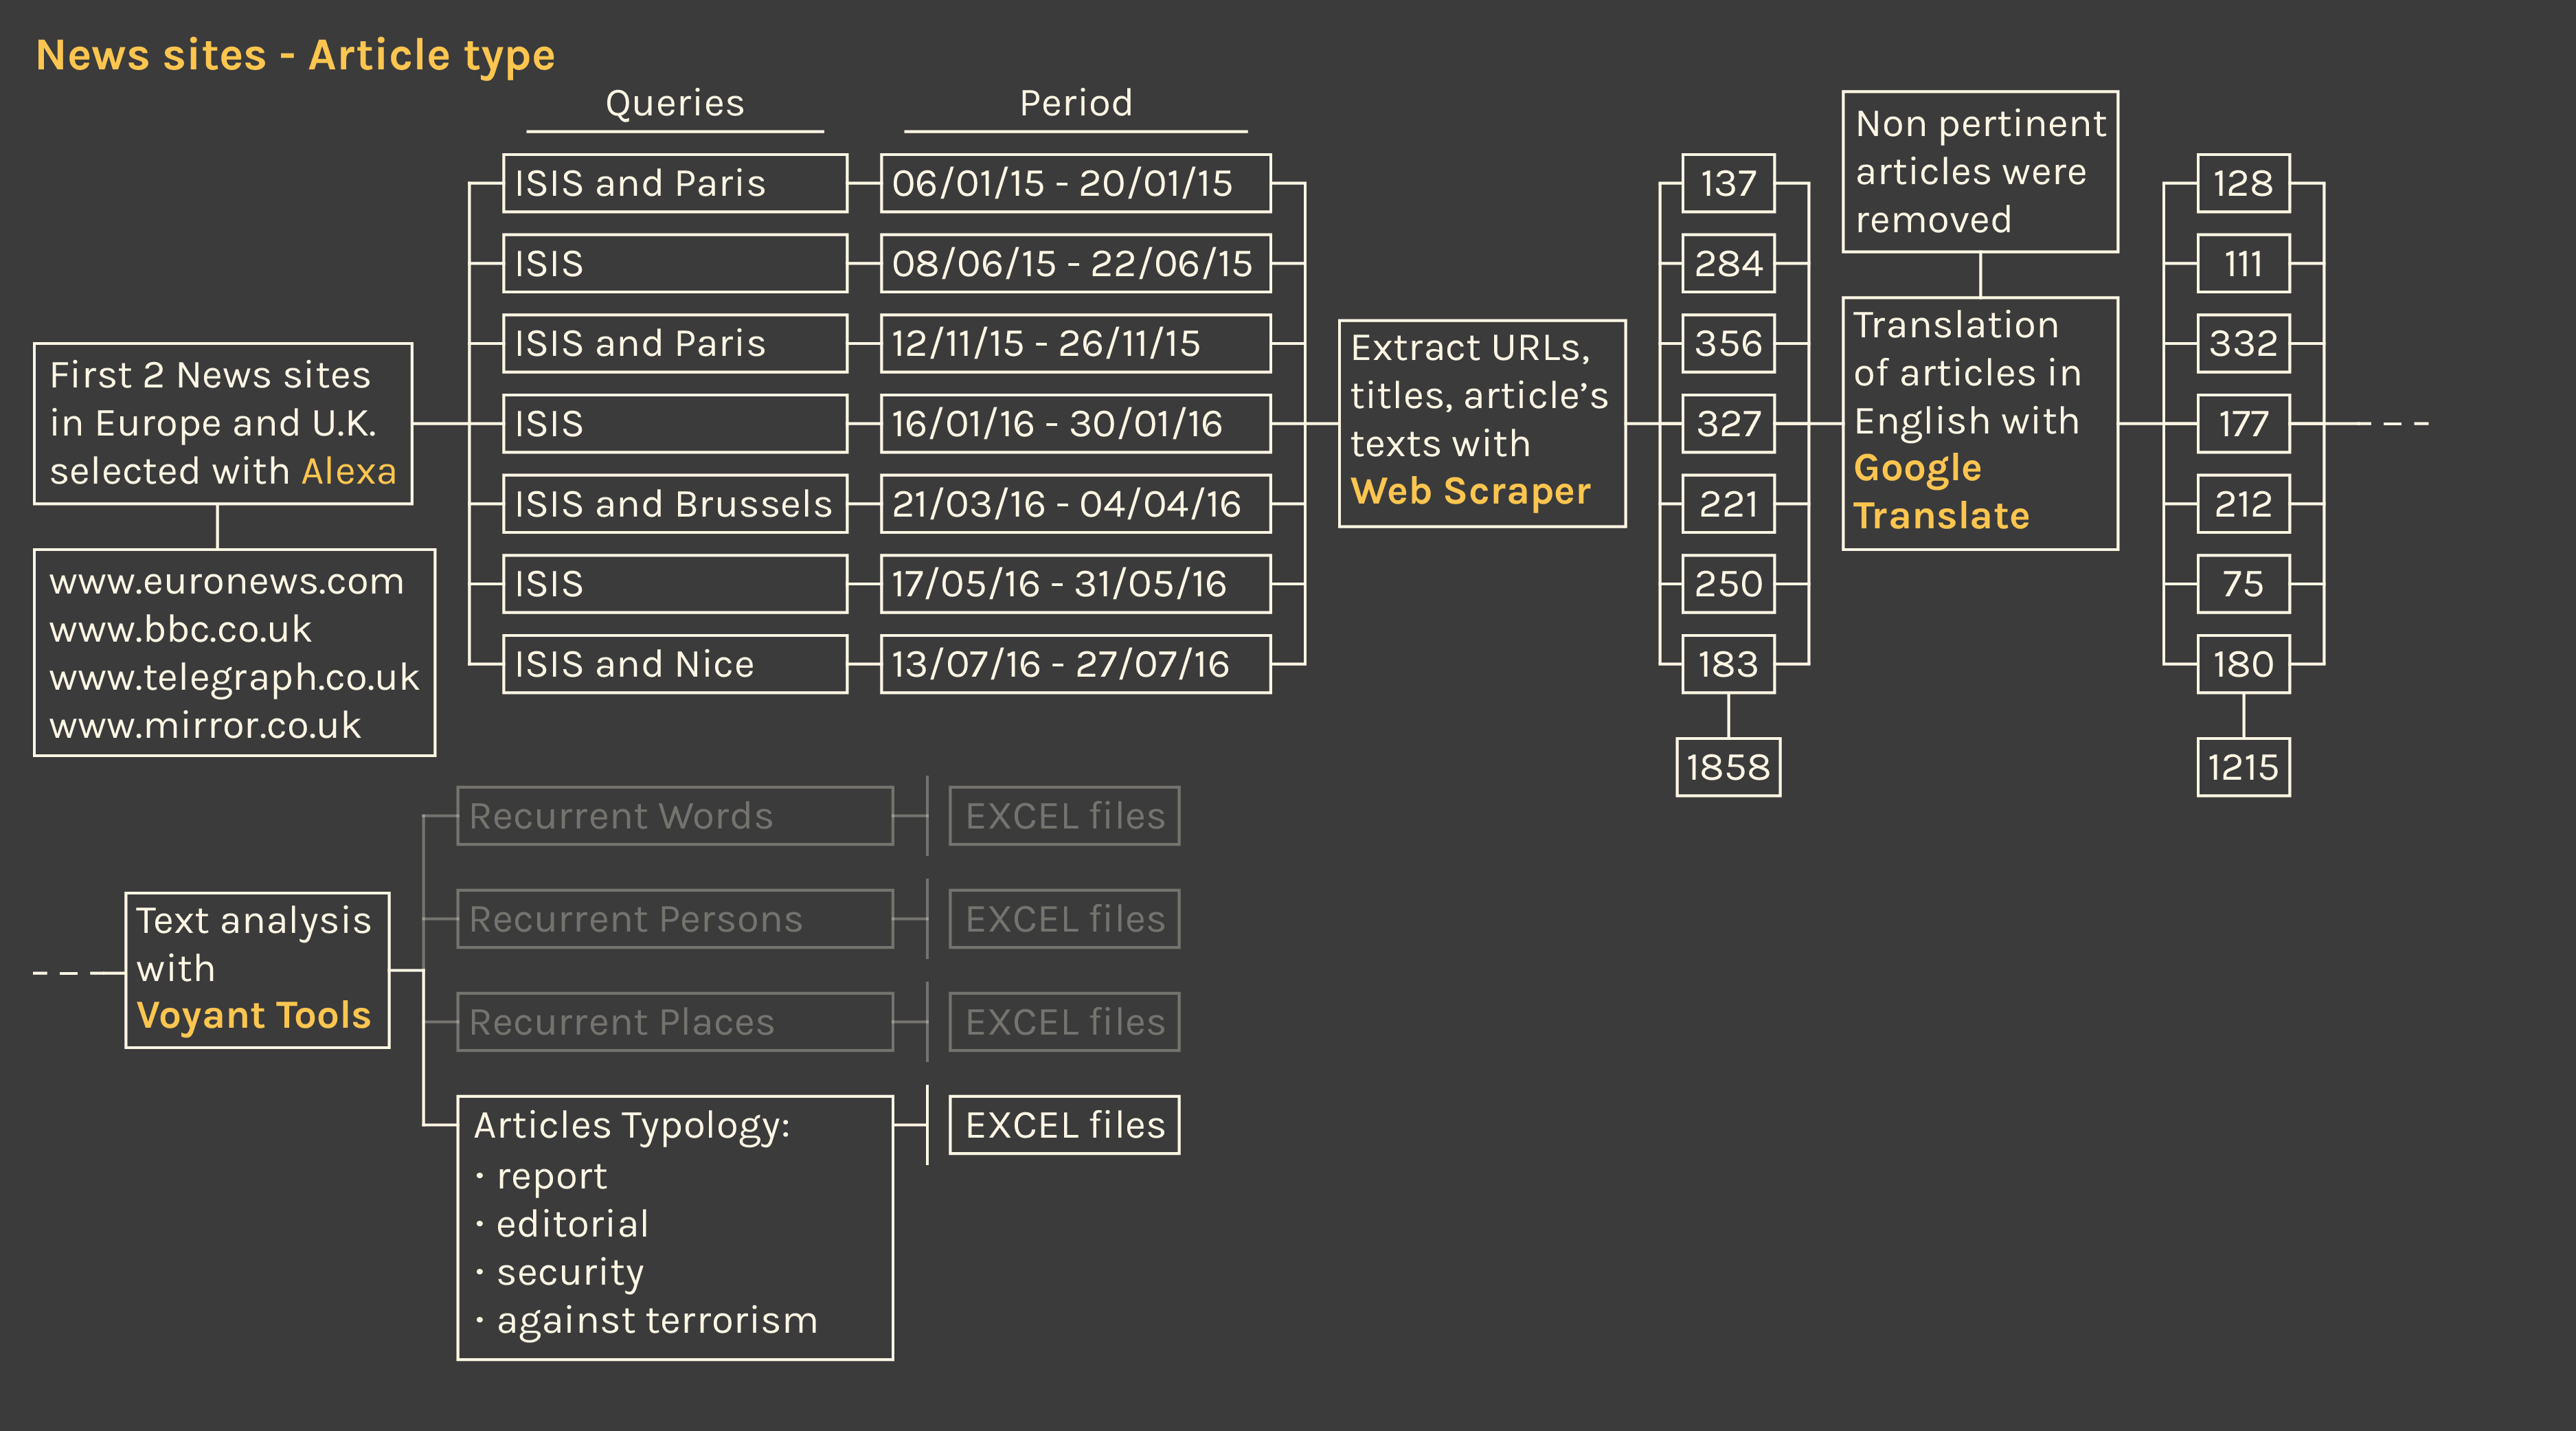 News sites - Article type
Queries
Period
First 2 News sites
in Europe and U.K.
selected with Alexa
www.euronews.com
www.bbc.co.uk
www.telegraph.co.uk
www.mirror.co.uk
ISIS and Paris
06/01/15 - 20/01/15
ISIS
08/06/15 - 22/06/15
ISIS and Paris
12/11/15 - 26/11/15
ISIS
16/01/16 - 30/01/16
ISIS and Brussels
21/03/16 - 04/04/16
ISIS
17/05/16 - 31/05/16
ISIS and Nice
13/07/16 - 27/07/16
Extract URLs,
titles, article’s
texts with
Web Scraper
137
284
356
327
221
250
183
1858
Non pertinent
articles were
removed
Translation
of articles in
English with
Google
Translate
128
111
332
177
212
75
180
1215
Text analysis
with
Voyant Tools
Recurrent Words
EXCEL files
Recurrent Persons
EXCEL files
Recurrent Places
EXCEL files
Articles Typology:
· report
· editorial
· security
· against terrorism
EXCEL files